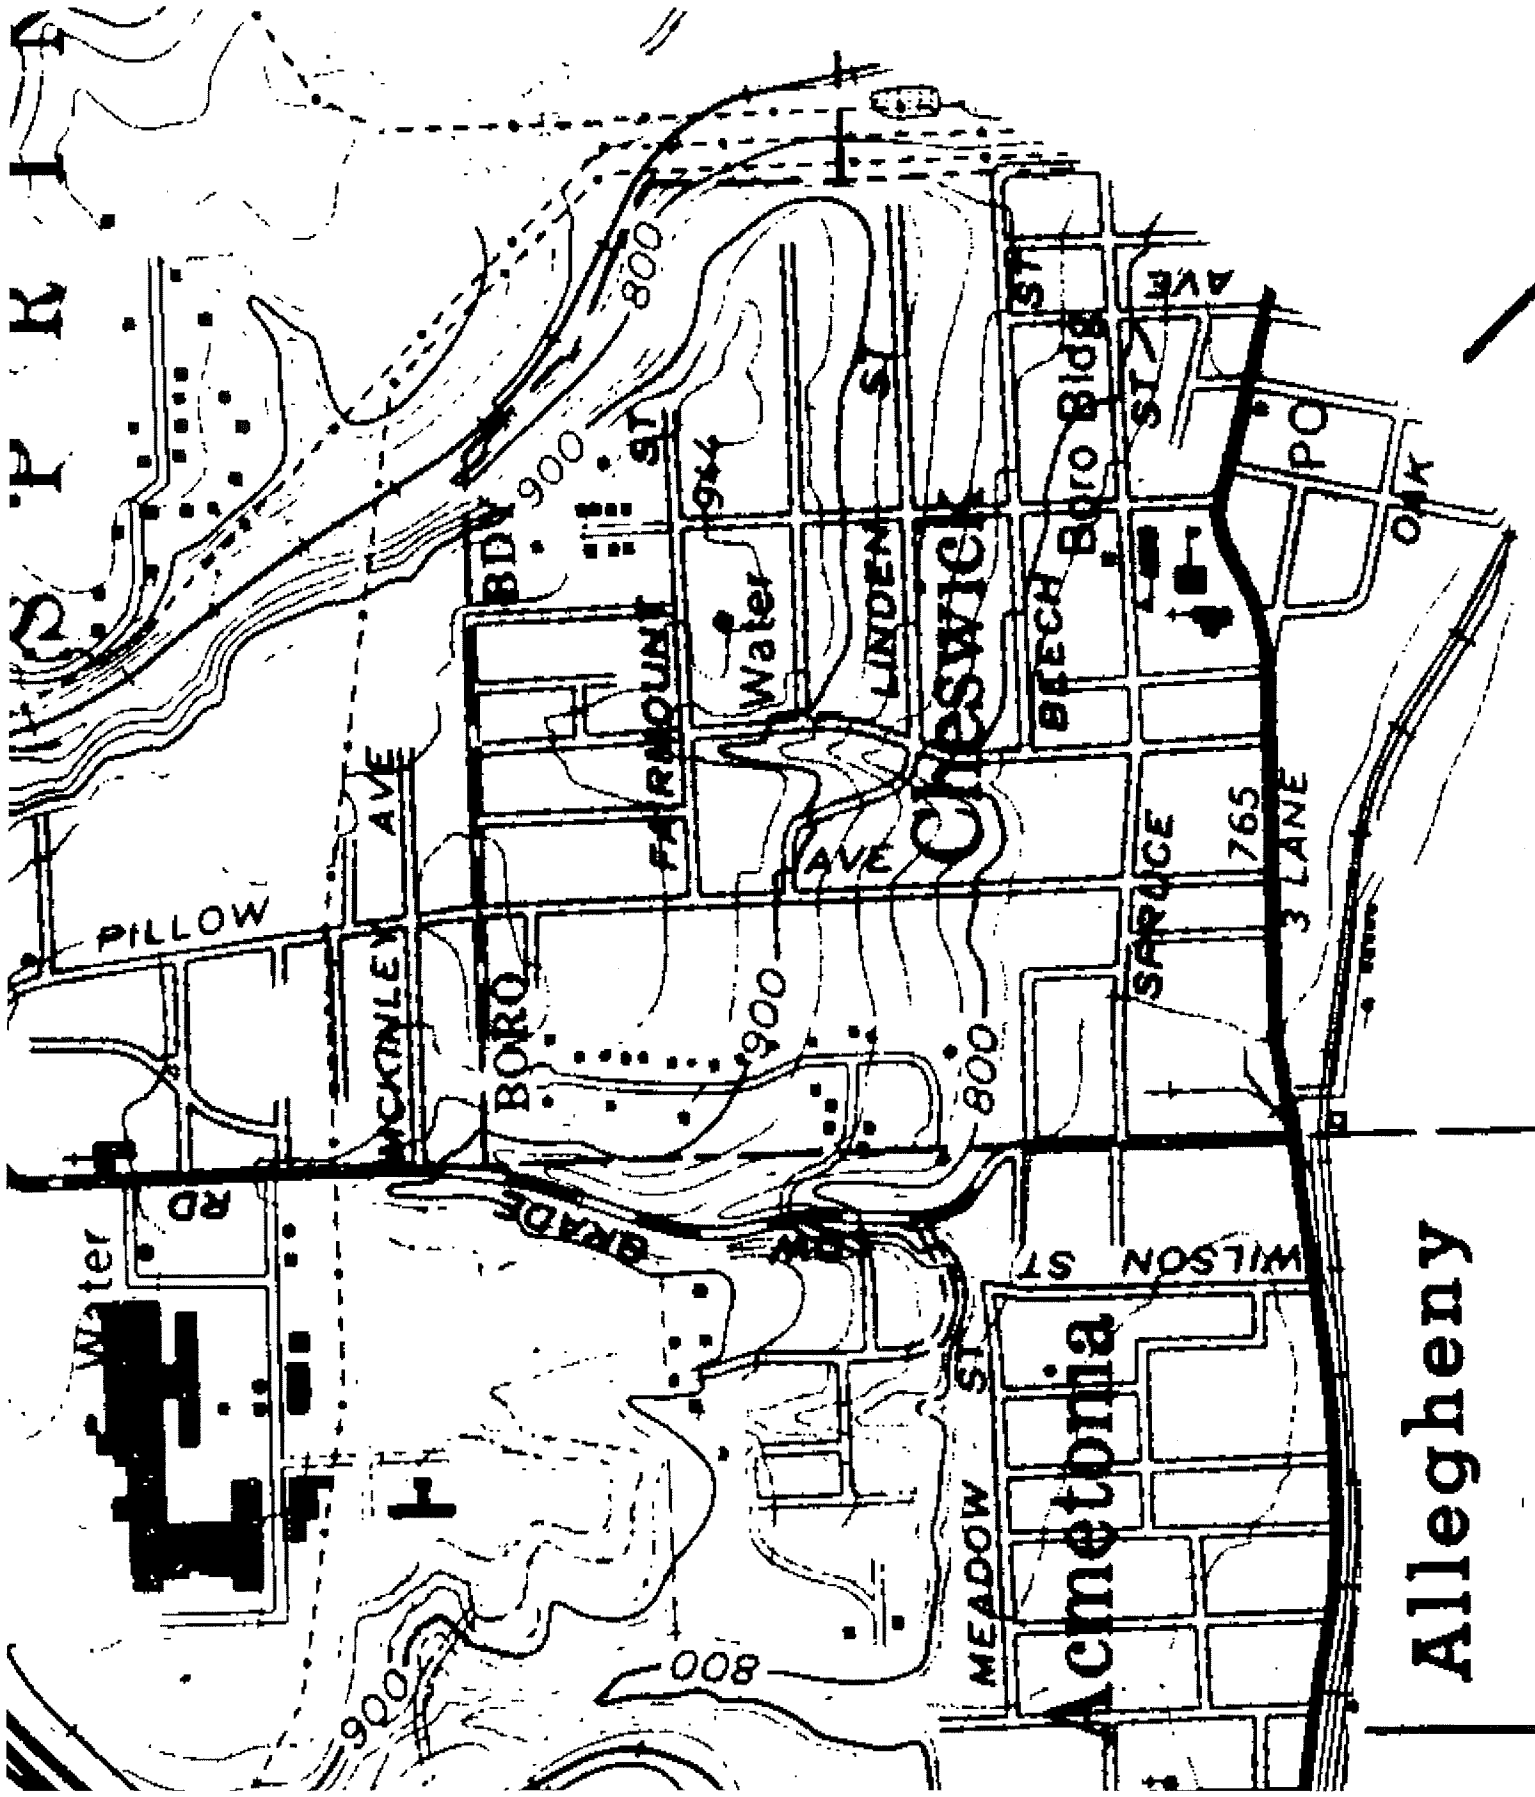 S P R I
PILLOW
AVE
MCKINLEY
BDY
BORO
RD
Water
GRADE
900
800
ST
FAIRMOUNT
944
Water
900
LINDEN
ST
AVE
Cheswick
800
BEECH
ST
Boro Bldg
SPRUCE
ST
AVE
765
3 LANE
PO
OAK
WILSON ST
MEADOW
ST
Acmetonia
900
800
Allegheny